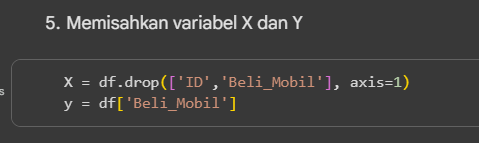 5. Memisahkan variabel X dan Y
s
X = df.drop(['ID','Beli_Mobil'], axis=1)
y = df['Beli_Mobil']